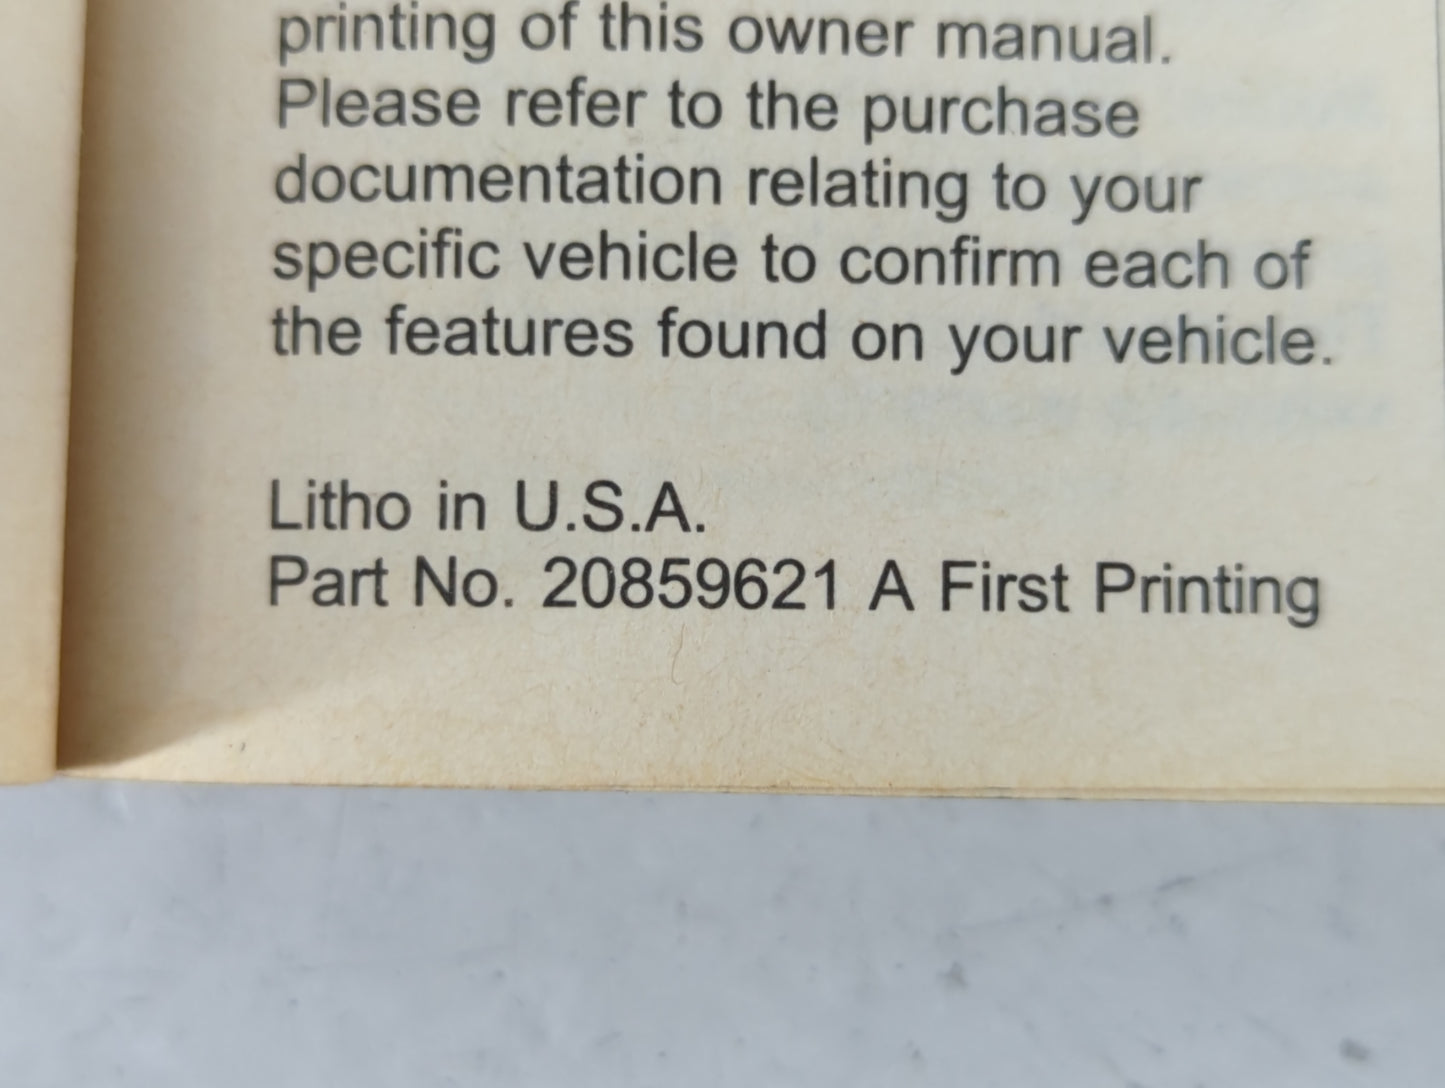 printing of this owner manual.
Please refer to the purchase
documentation relating to your
specific vehicle to confirm each of
the features found on your vehicle.
Litho in U.S.A.
Part No. 20859621 A First Printing